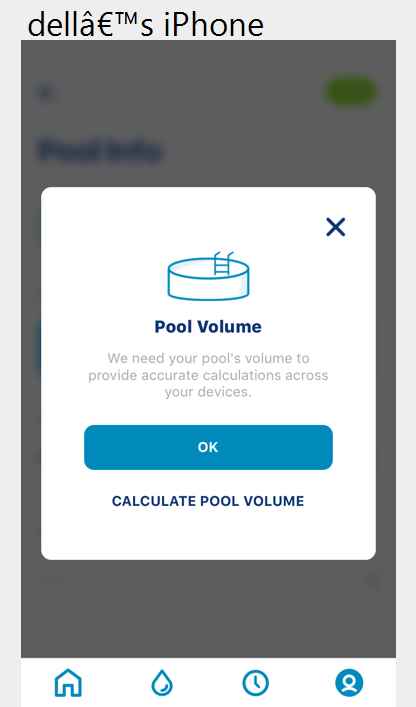 dellâ€™s iPhone
Pool Info
Pool Volume
We need your pool's volume to
provide accurate calculations across
your devices.
OK
CALCULATE POOL VOLUME